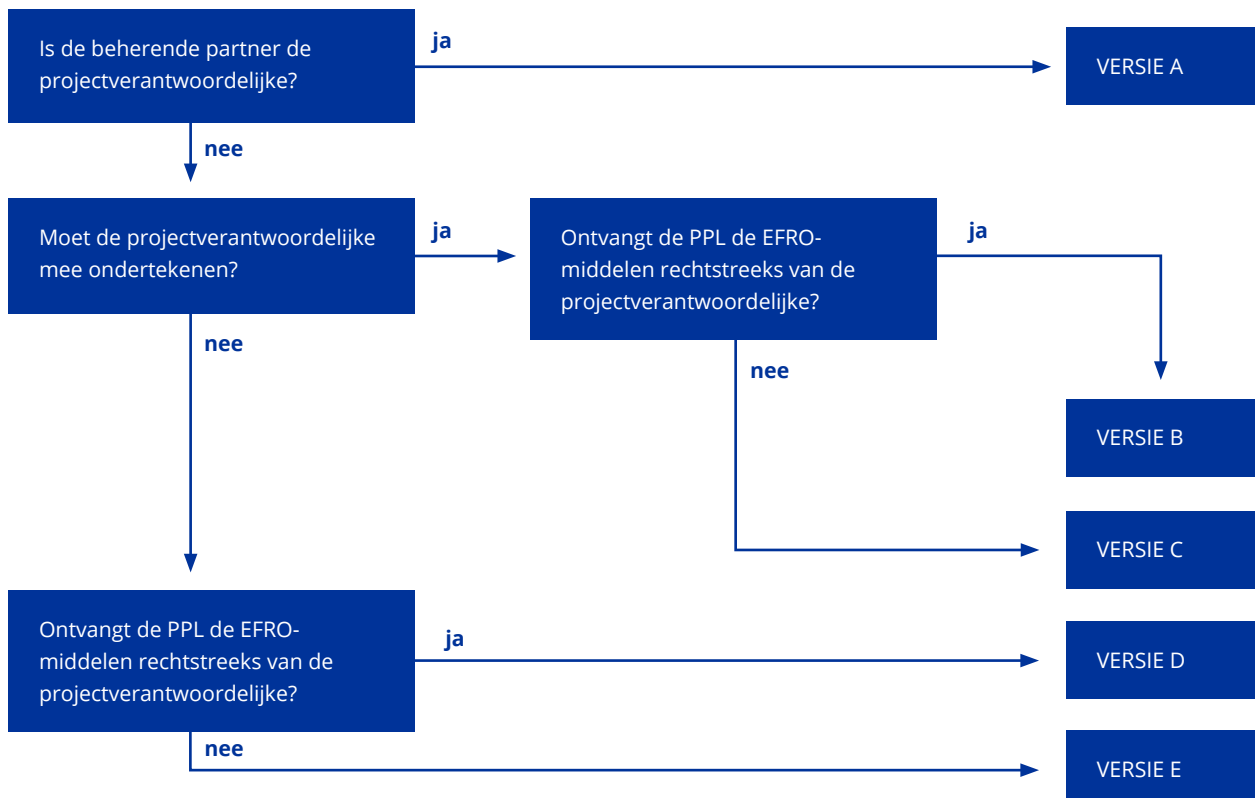 Is de beherende partner de
projectverantwoordelijke?
ja
VERSIE A
nee
Moet de projectverantwoordelijke
mee ondertekenen?
ja
Ontvangt de PPL de EFRO-
middelen rechtstreeks van de
projectverantwoordelijke?
ja
nee
nee
VERSIE B
VERSIE C
Ontvangt de PPL de EFRO-
middelen rechtstreeks van de
projectverantwoordelijke?
ja
VERSIE D
nee
VERSIE E